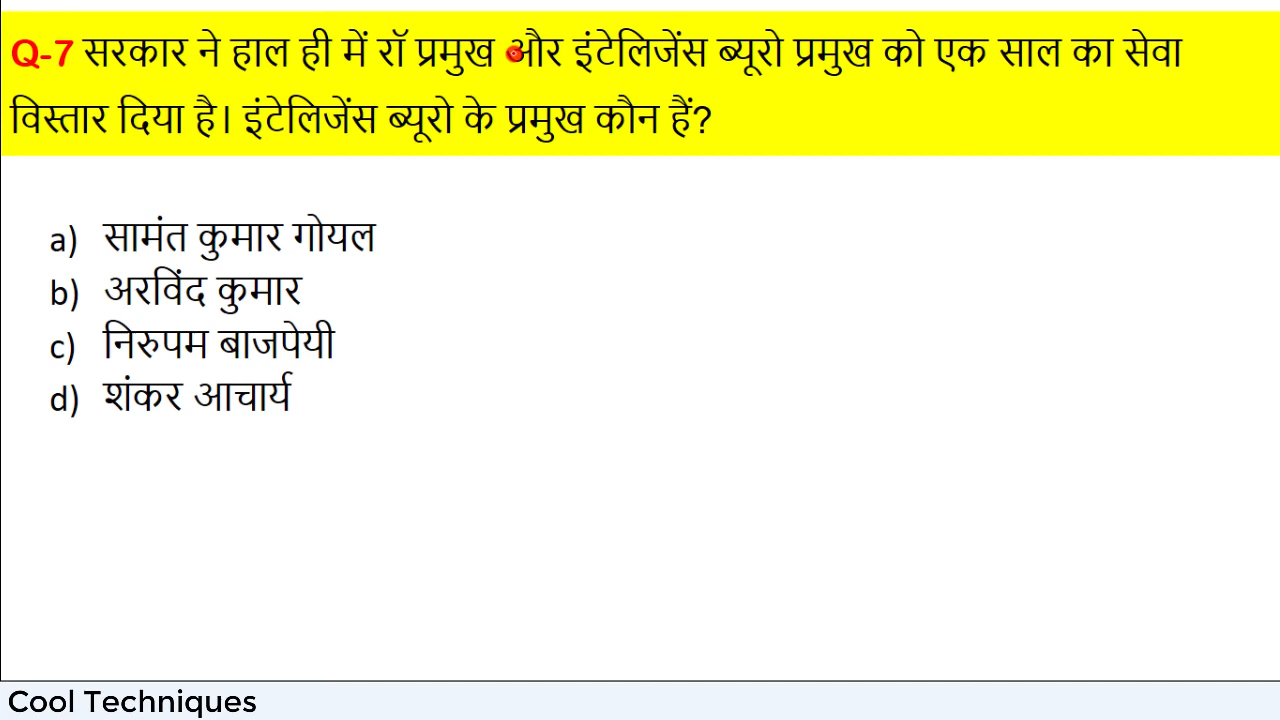 Q-7 सरकार ने हाल ही में रॉ प्रमुख और इंटेलिजेंस ब्यूरो प्रमुख को एक साल का सेवा
विस्तार दिया है। इंटेलिजेंस ब्यूरो के प्रमुख कौन हैं?
a) सामंत कुमार गोयल
b) अरविंद कुमार
c) निरुपम बाजपेयी
d) शंकर आचार्य
Cool Techniques